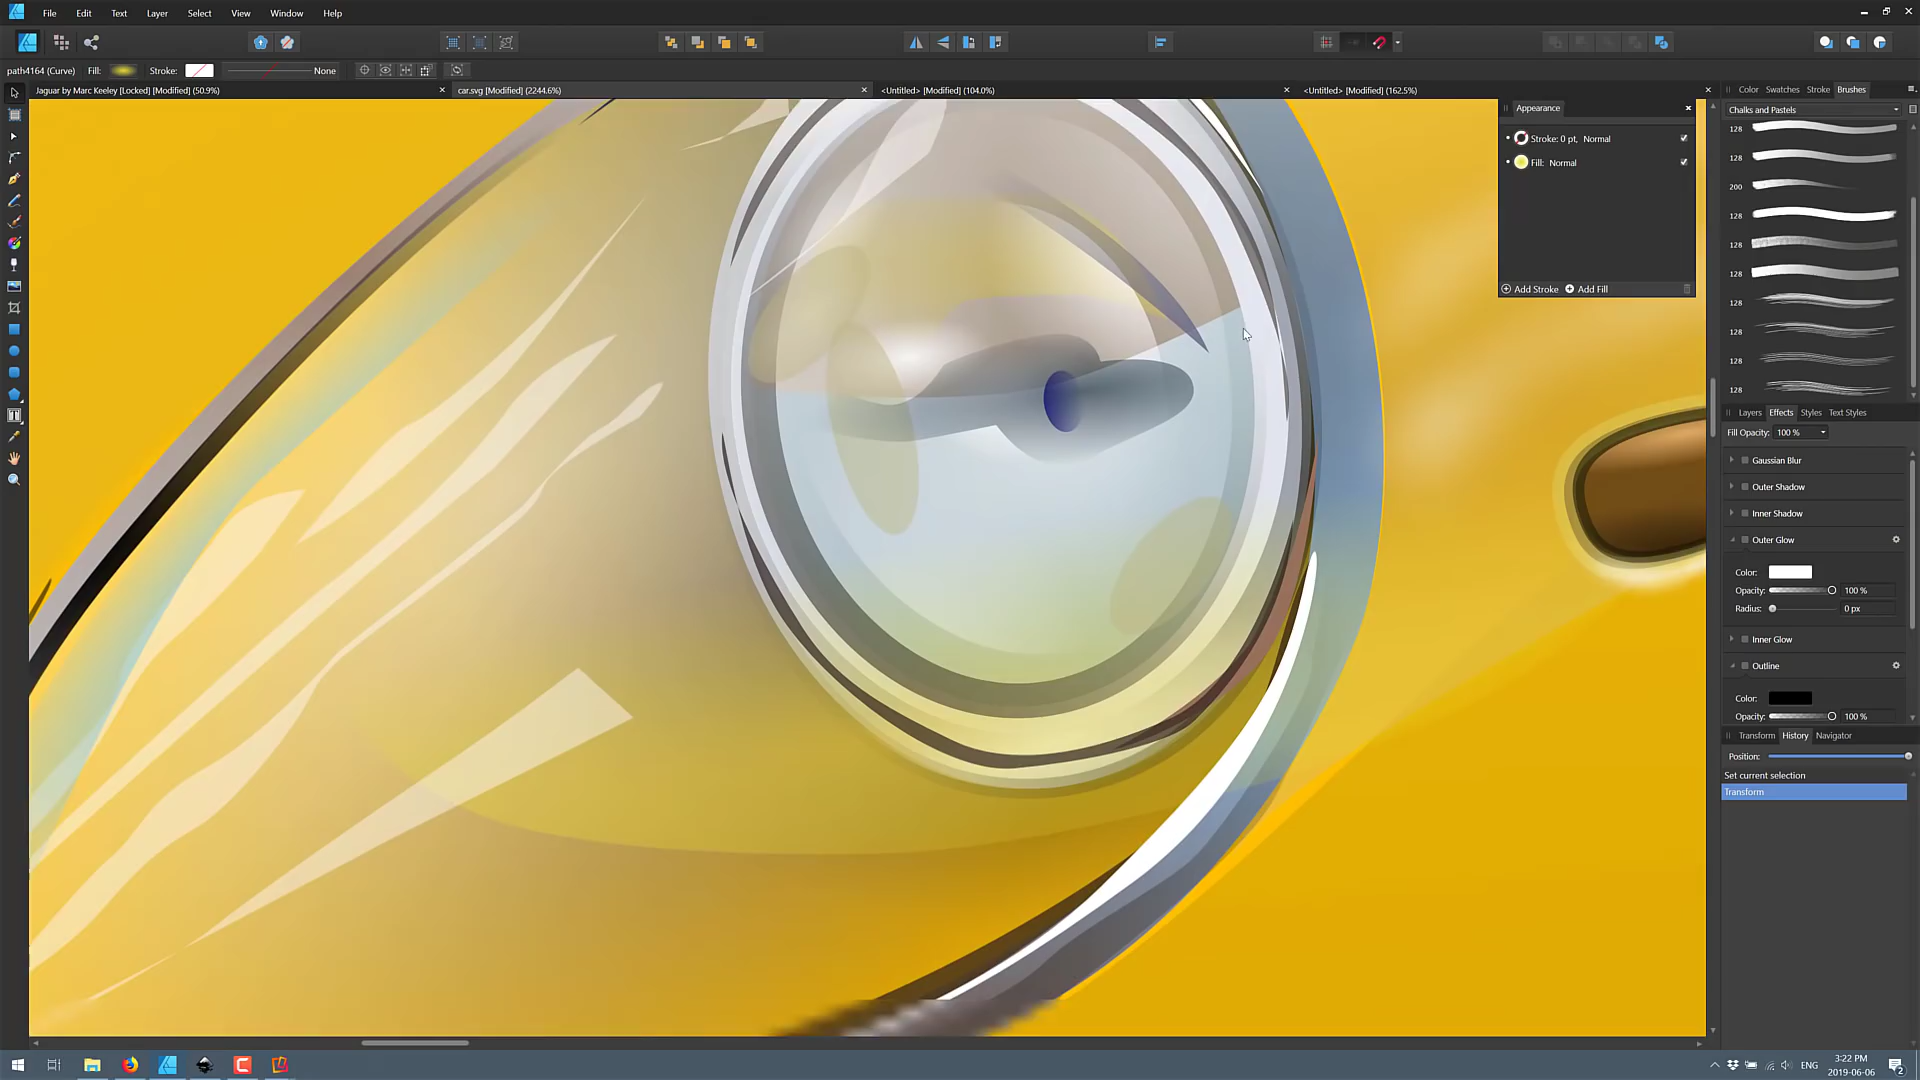 File Edit Text Layer Select View Window Help
path4164 (Curve) Fill: Stroke: None
Jaguar by Marc Keeley [Locked] [Modified] (50.9%)
car.svg [Modified] (2244.6%)
<Untitled> [Modified] (104.0%)
<Untitled> [Modified] (162.5%)
Color Swatches Stroke Brushes
Chalks and Pastels
128
128
200
128
128
128
128
128
128
128
Appearance
Stroke: 0 pt, Normal
Fill: Normal
Add Stroke Add Fill
Layers Effects Styles Text Styles
Fill Opacity: 100 %
Gaussian Blur
Outer Shadow
Inner Shadow
Outer Glow
Color:
Opacity: 100 %
Radius: 0 px
Inner Glow
Outline
Color:
Opacity: 100 %
Transform History Navigator
Position:
Set current selection
Transform
ENG
3:22 PM
2019-06-06
2